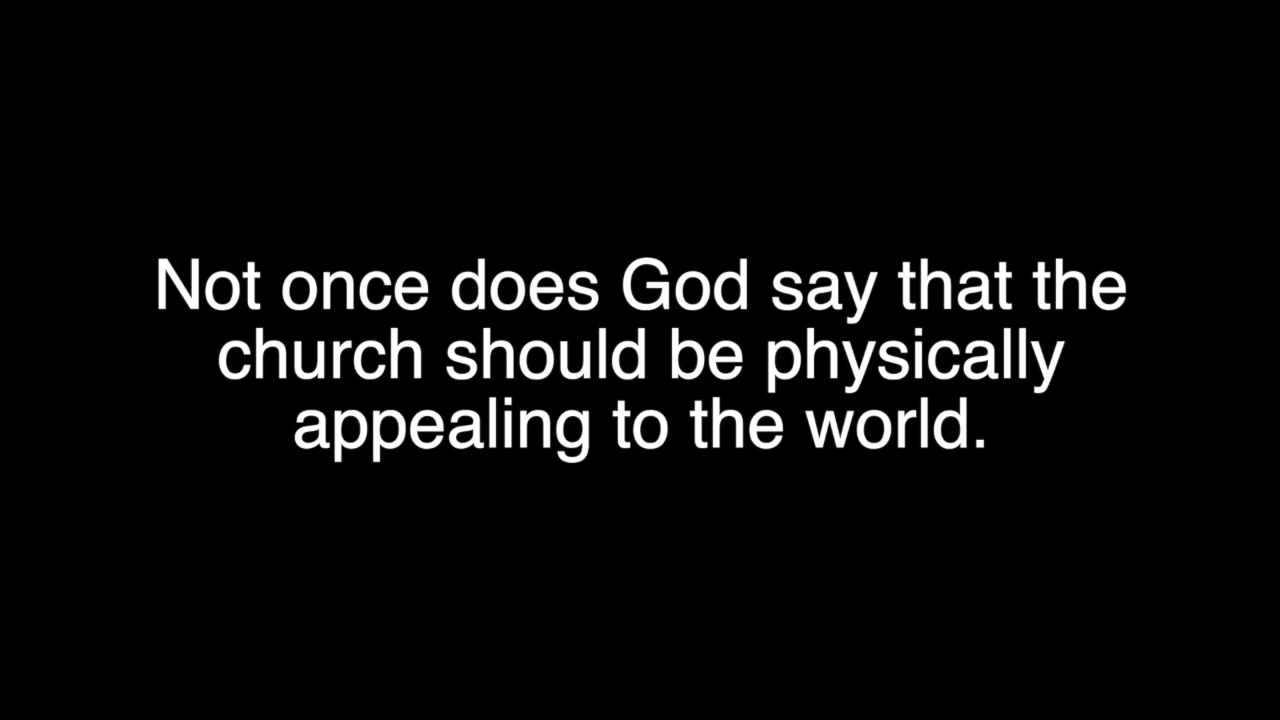 Not once does God say that the
church should be physically
appealing to the world.